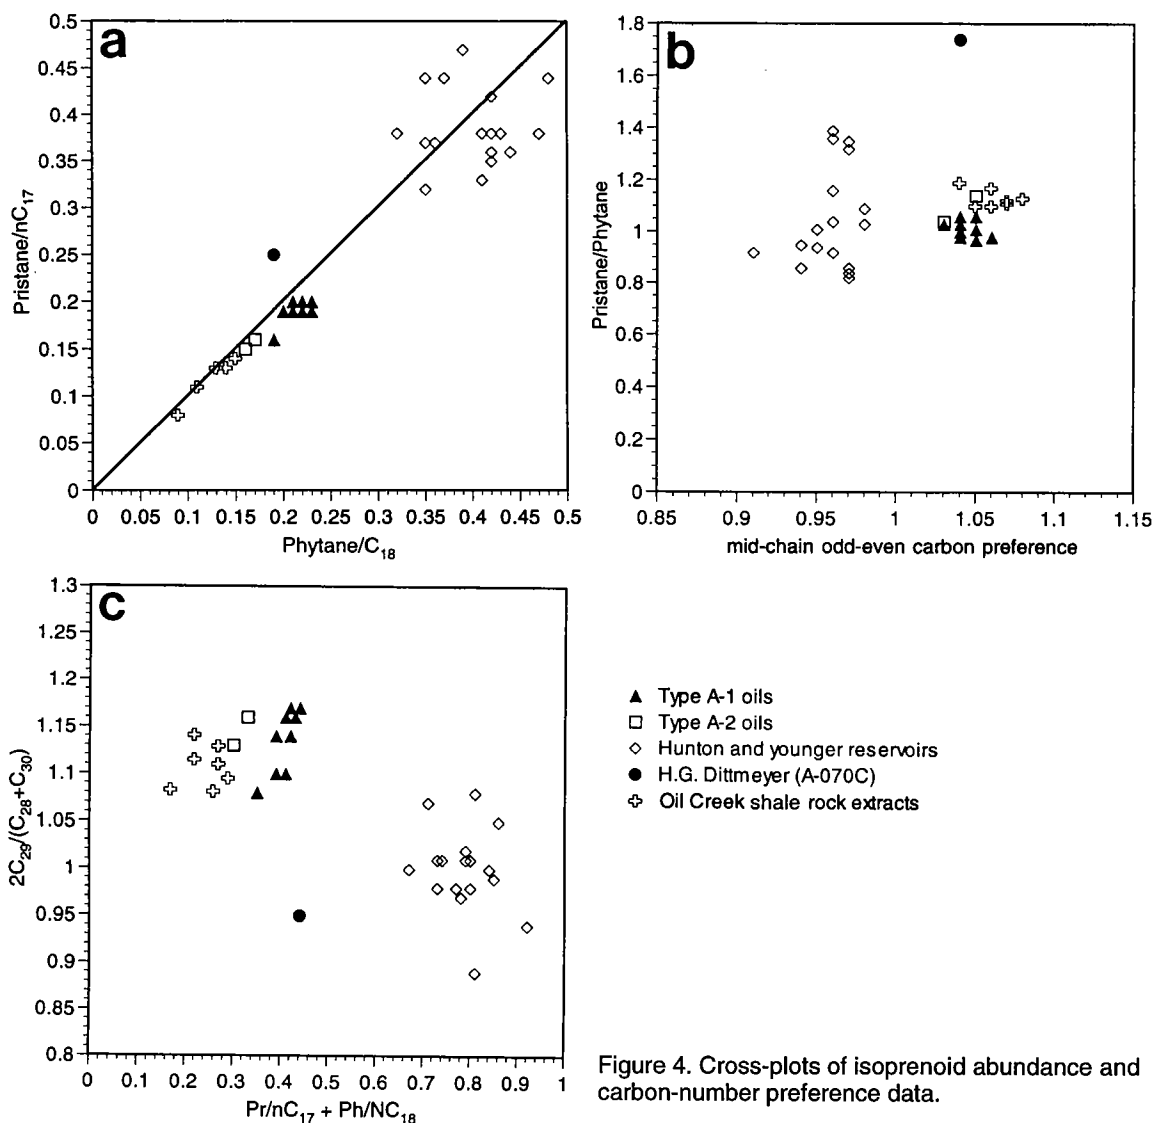 a
0.5
0.45
0.4
0.35
0.3
0.25
0.2
0.15
0.1
0.05
0
Pristane/nC17
0 0.05 0.1 0.15 0.2 0.25 0.3 0.35 0.4 0.45 0.5
Phytane/C18
b
1.8
1.6
1.4
1.2
1
0.8
0.6
0.4
0.2
0
Pristane/Phytane
0.85 0.9 0.95 1 1.05 1.1 1.15
mid-chain odd-even carbon preference
c
1.3
1.25
1.2
1.15
1.1
1.05
1
0.95
0.9
0.85
0.8
2C29/(C28+C30)
0 0.1 0.2 0.3 0.4 0.5 0.6 0.7 0.8 0.9 1
Pr/nC17 + Ph/NC18
Type A-1 oils
Type A-2 oils
Hunton and younger reservoirs
H.G. Dittmeyer (A-070C)
Oil Creek shale rock extracts
Figure 4. Cross-plots of isoprenoid abundance and
carbon-number preference data.